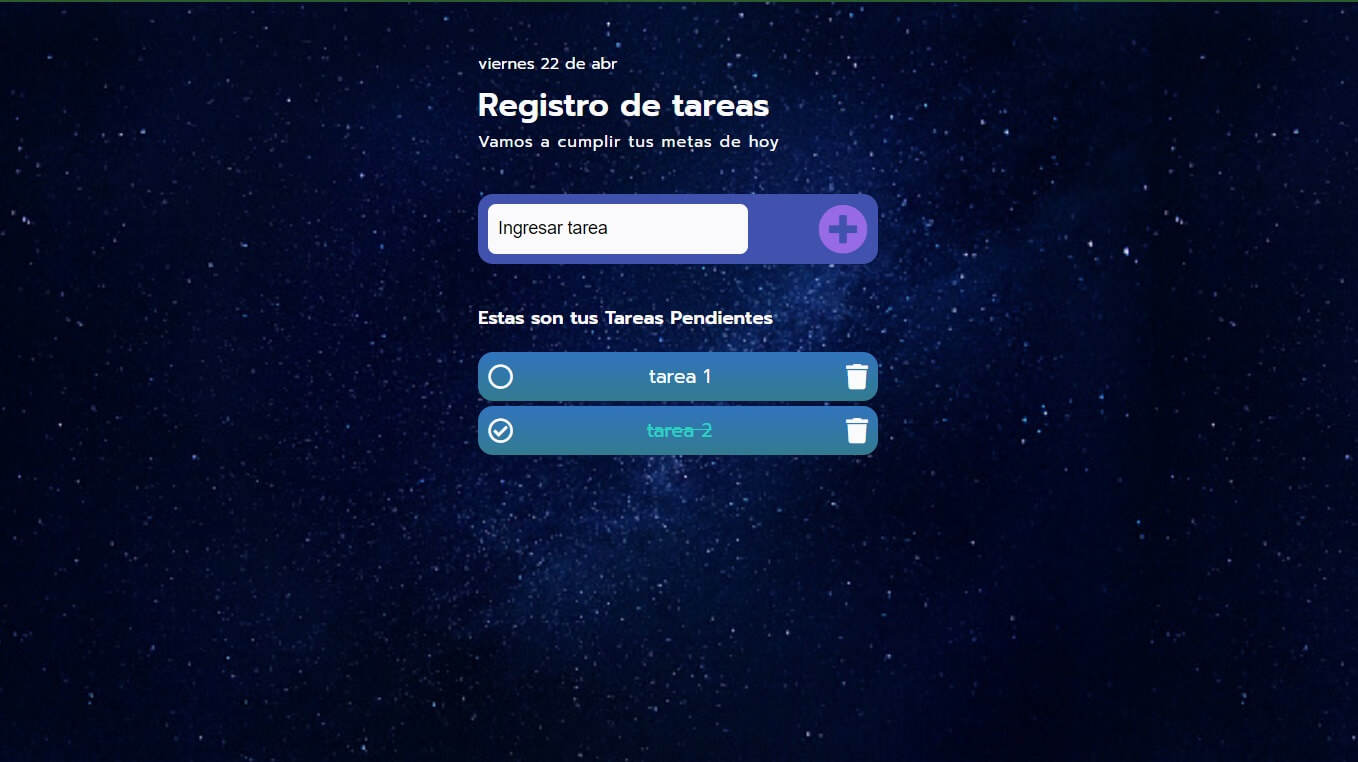 viernes 22 de abr
Registro de tareas
Vamos a cumplir tus metas de hoy
Ingresar tarea
Estas son tus Tareas Pendientes
tarea 1
tarea 2